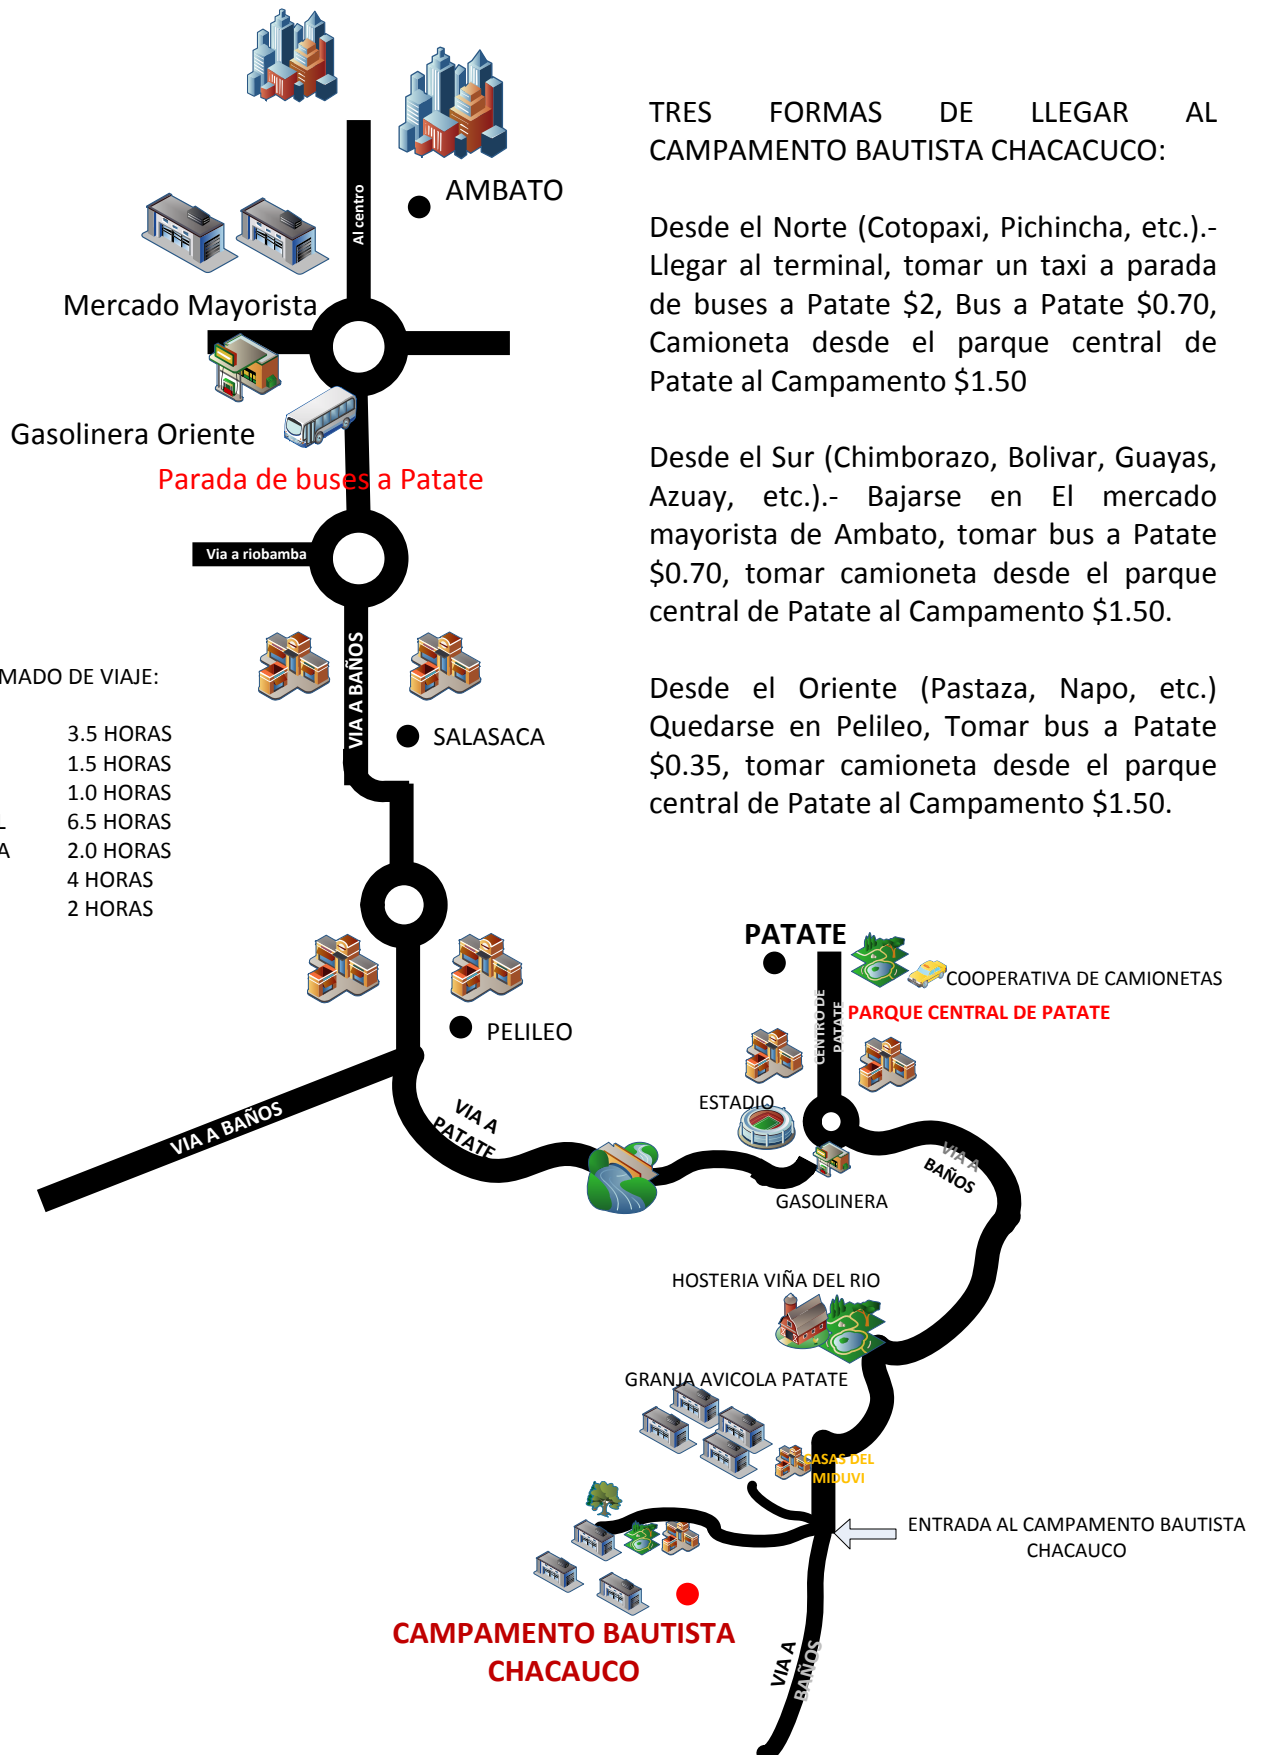 TRES FORMAS DE LLEGAR AL
CAMPAMENTO BAUTISTA CHACACUCO:
Desde el Norte (Cotopaxi, Pichincha, etc.).-
Llegar al terminal, tomar un taxi a parada
de buses a Patate $2, Bus a Patate $0.70,
Camioneta desde el parque central de
Patate al Campamento $1.50
Desde el Sur (Chimborazo, Bolivar, Guayas,
Azuay, etc.).- Bajarse en El mercado
mayorista de Ambato, tomar bus a Patate
$0.70, tomar camioneta desde el parque
central de Patate al Campamento $1.50.
Desde el Oriente (Pastaza, Napo, etc.)
Quedarse en Pelileo, Tomar bus a Patate
$0.35, tomar camioneta desde el parque
central de Patate al Campamento $1.50.
Al centro
AMBATO
Mercado Mayorista
Gasolinera Oriente
Parada de buses a Patate
Via a riobamba
VIA A BAÑOS
SALASACA
MADO DE VIAJE:
3.5 HORAS
1.5 HORAS
1.0 HORAS
L 6.5 HORAS
A 2.0 HORAS
4 HORAS
2 HORAS
PELILEO
VIA A BAÑOS
VIA A
PATATE
PATATE
CENTRO DE
PATATE
COOPERATIVA DE CAMIONETAS
PARQUE CENTRAL DE PATATE
ESTADIO
GASOLINERA
VIA A
BAÑOS
HOSTERIA VIÑA DEL RIO
GRANJA AVICOLA PATATE
CASAS DEL
MIDUVI
ENTRADA AL CAMPAMENTO BAUTISTA
CHACAUCO
CAMPAMENTO BAUTISTA
CHACAUCO
VIA A
BAÑOS